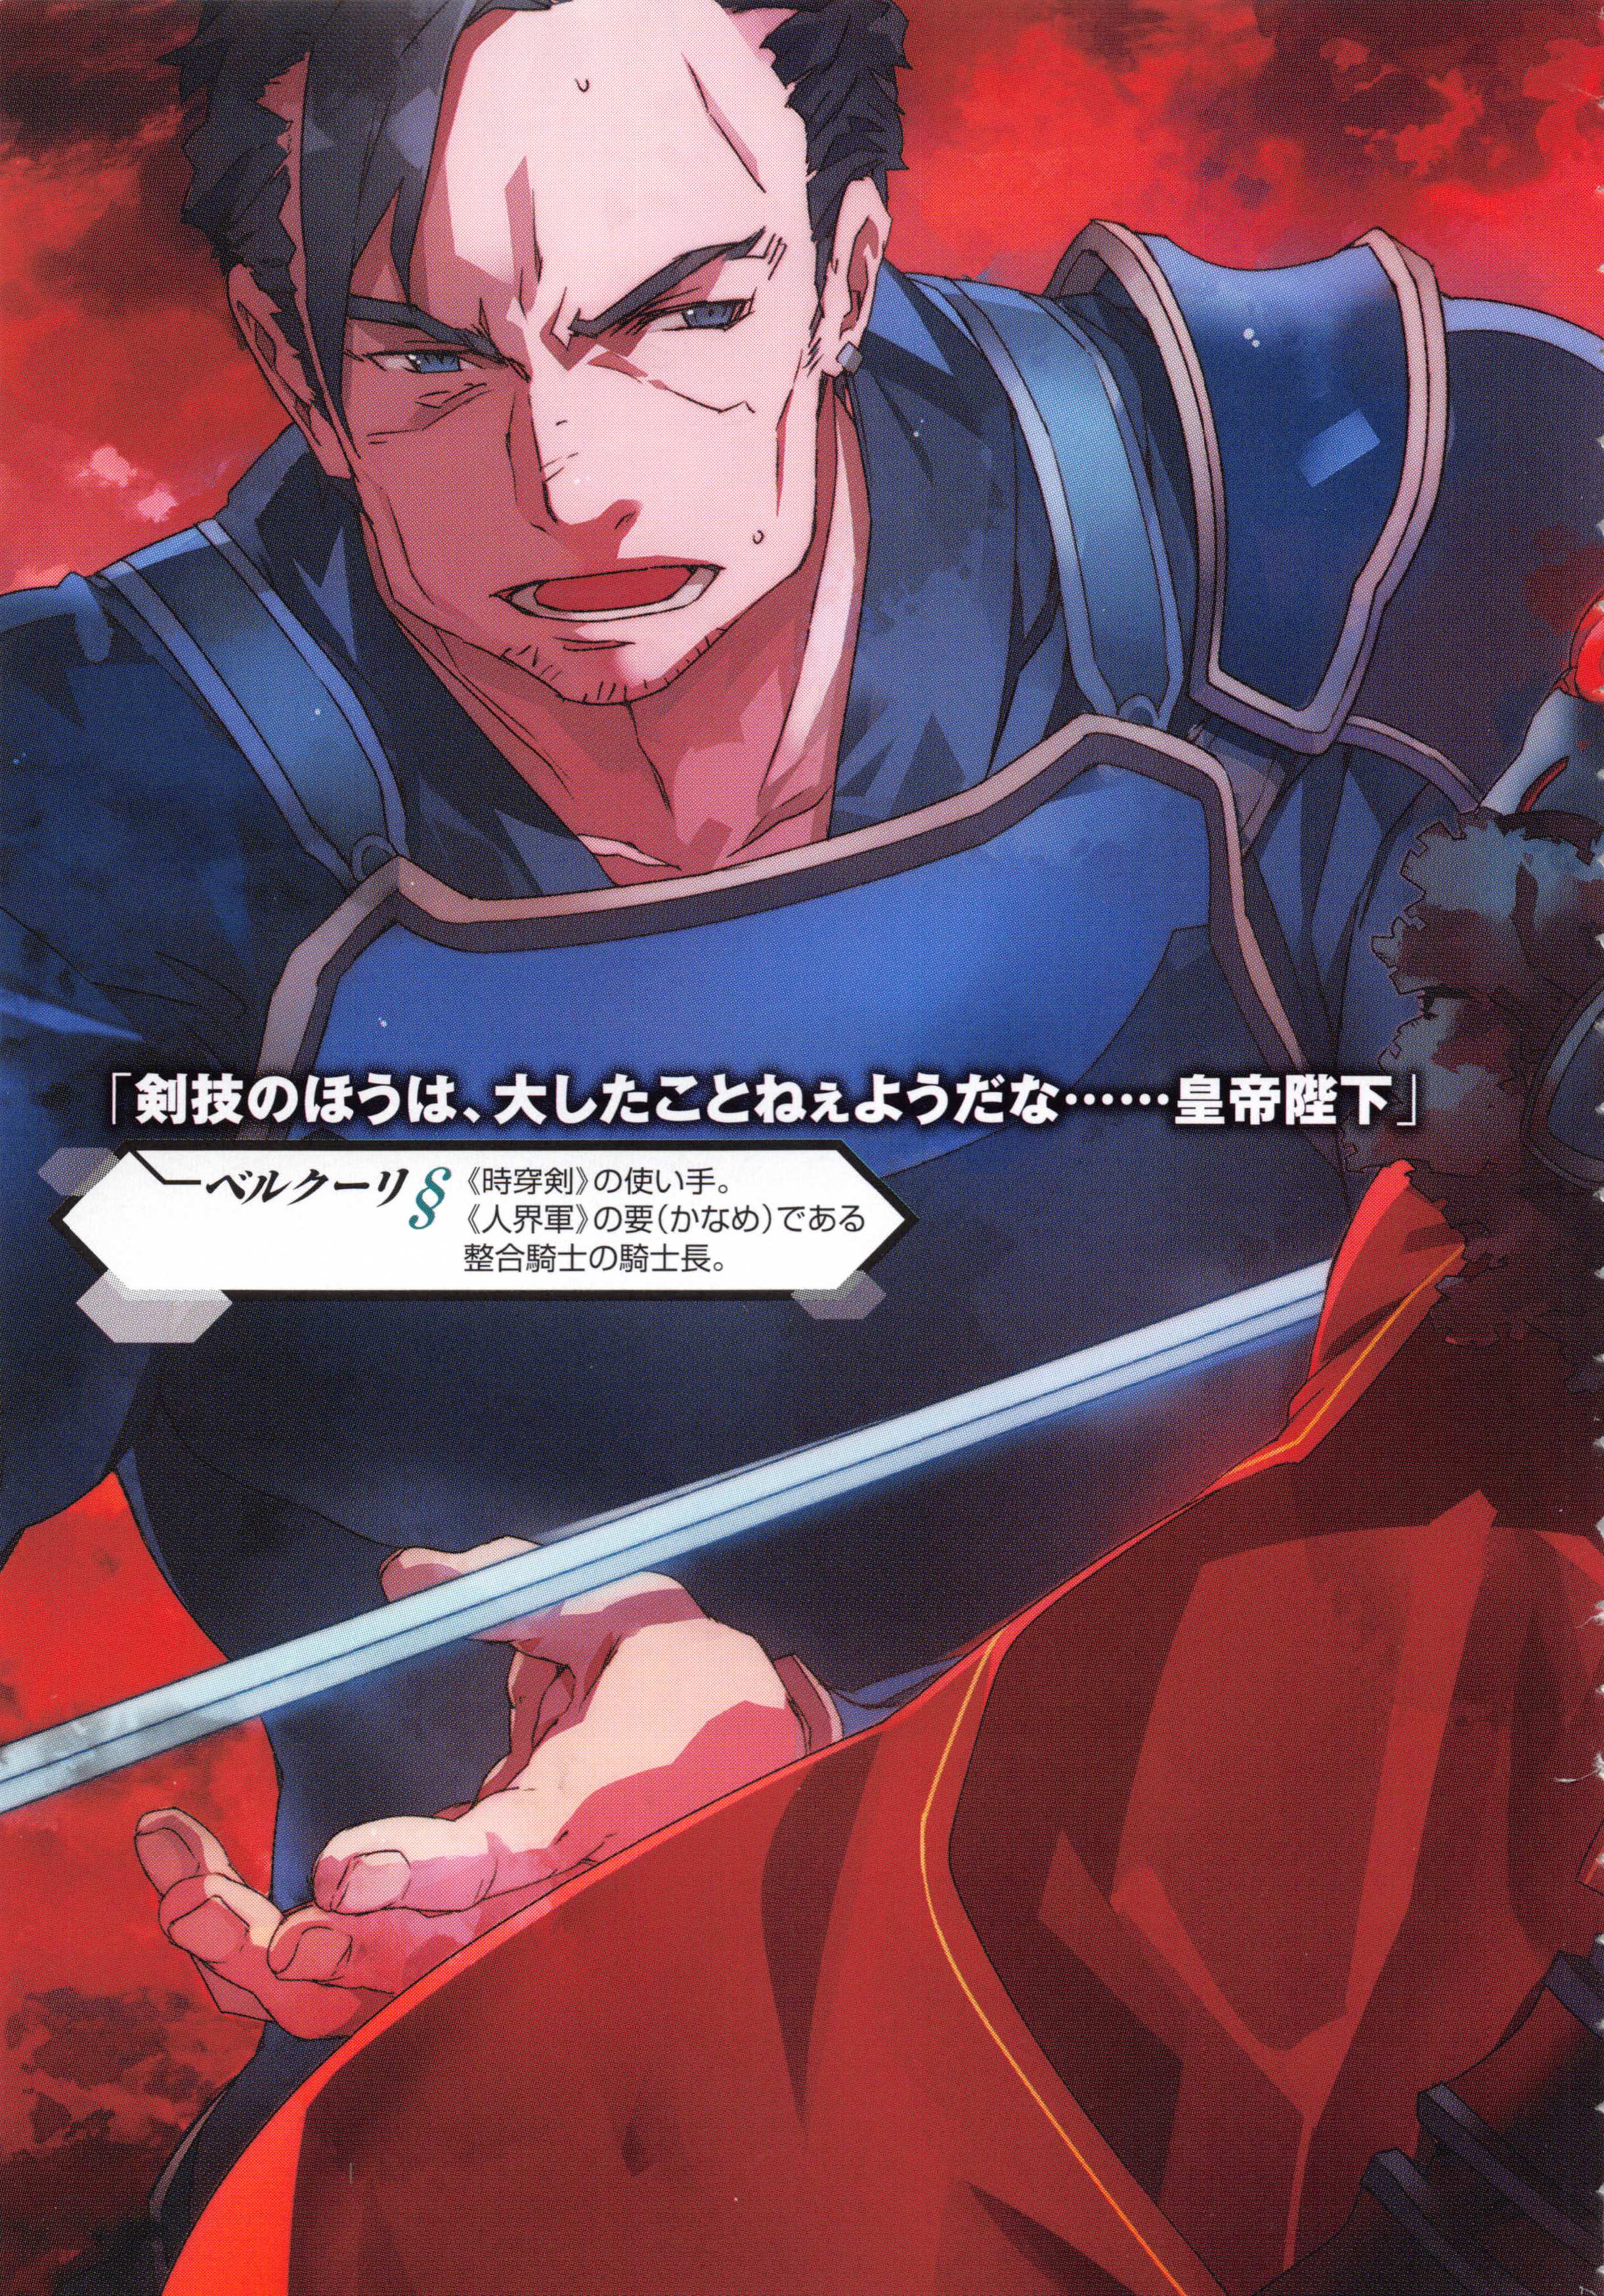 「剣技のほうは、大したことねぇようだな……皇帝陛下」
ベルクーリ§
《時穿剣》の使い手。
《人界軍》の要（かなめ）である
整合騎士の騎士長。